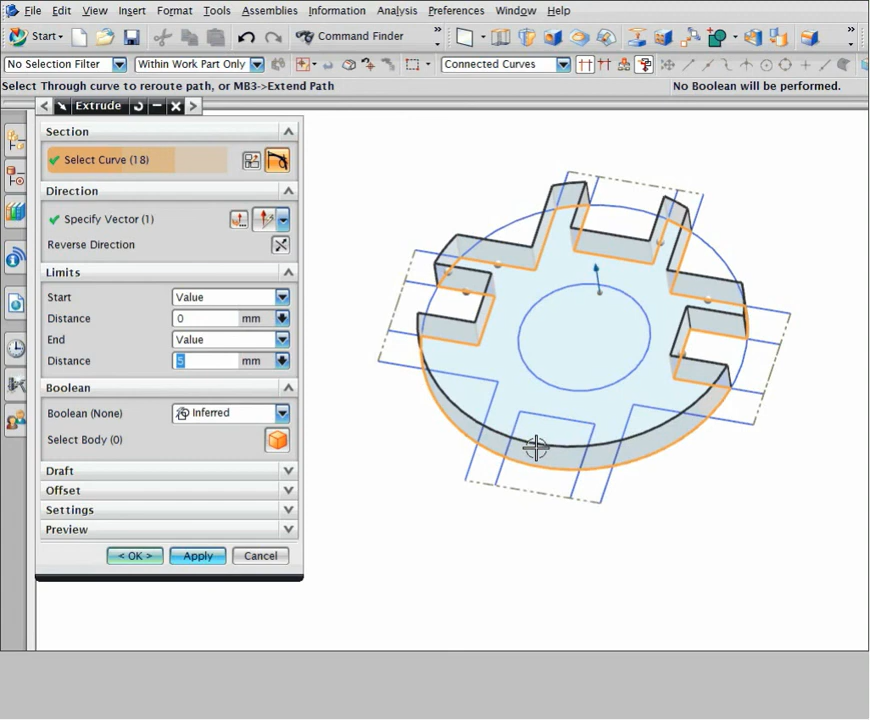 File Edit View Insert Format Tools Assemblies Information Analysis Preferences Window Help
Start Command Finder
No Selection Filter Within Work Part Only Connected Curves
Select Through curve to reroute path, or MB3->Extend Path No Boolean will be performed.
Extrude
Section
Select Curve (18)
Direction
Specify Vector (1)
Reverse Direction
Limits
Start Value
Distance 0 mm
End Value
Distance 5 mm
Boolean
Boolean (None) Inferred
Select Body (0)
Draft
Offset
Settings
Preview
< OK > Apply Cancel